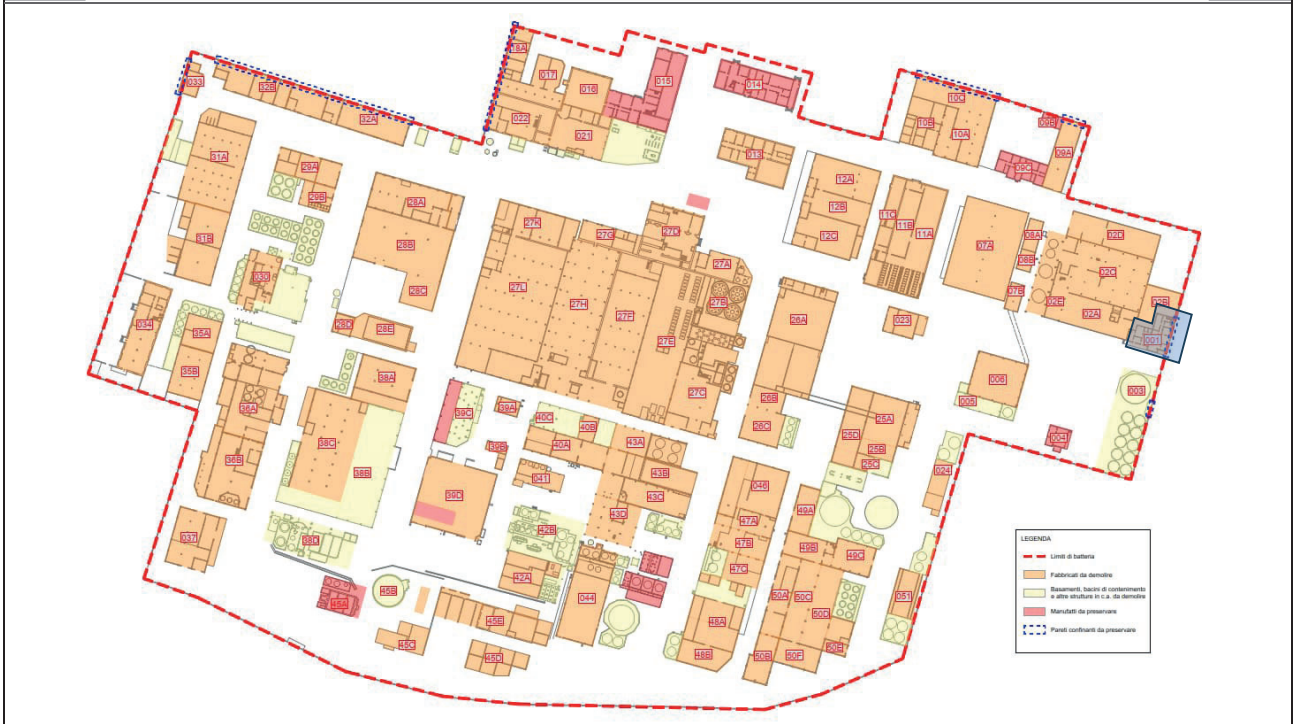 18A
017
016
015
014
033
32B
32A
022
021
10C
10B
10A
09B
09A
09C
013
31A
29A
29B
12A
12B
12C
11C
11B
11A
28A
28B
28C
31B
030
27K
27G
27D
27A
27B
27L
27H
27F
27E
27C
07A
08A
08B
07B
02D
02C
02B
02E
02A
001
26A
023
034
35A
35B
28D
28E
38A
006
005
003
004
36A
36B
39C
39A
39B
40C
40B
40A
43A
26B
26C
25A
25D
25B
25C
38C
38B
39D
041
43B
43C
43D
046
47A
47B
47C
49A
49B
49C
024
037
38D
42B
42A
044
46A
45B
45C
45E
45D
48A
48B
50A
50C
50D
50E
50B
50F
051
LEGENDA
Limiti di batteria
Fabbricati da demolire
Basamenti, bacini di contenimento
e altre strutture in c.a. da demolire
Manufatti da preservare
Pareti confinanti da preservare